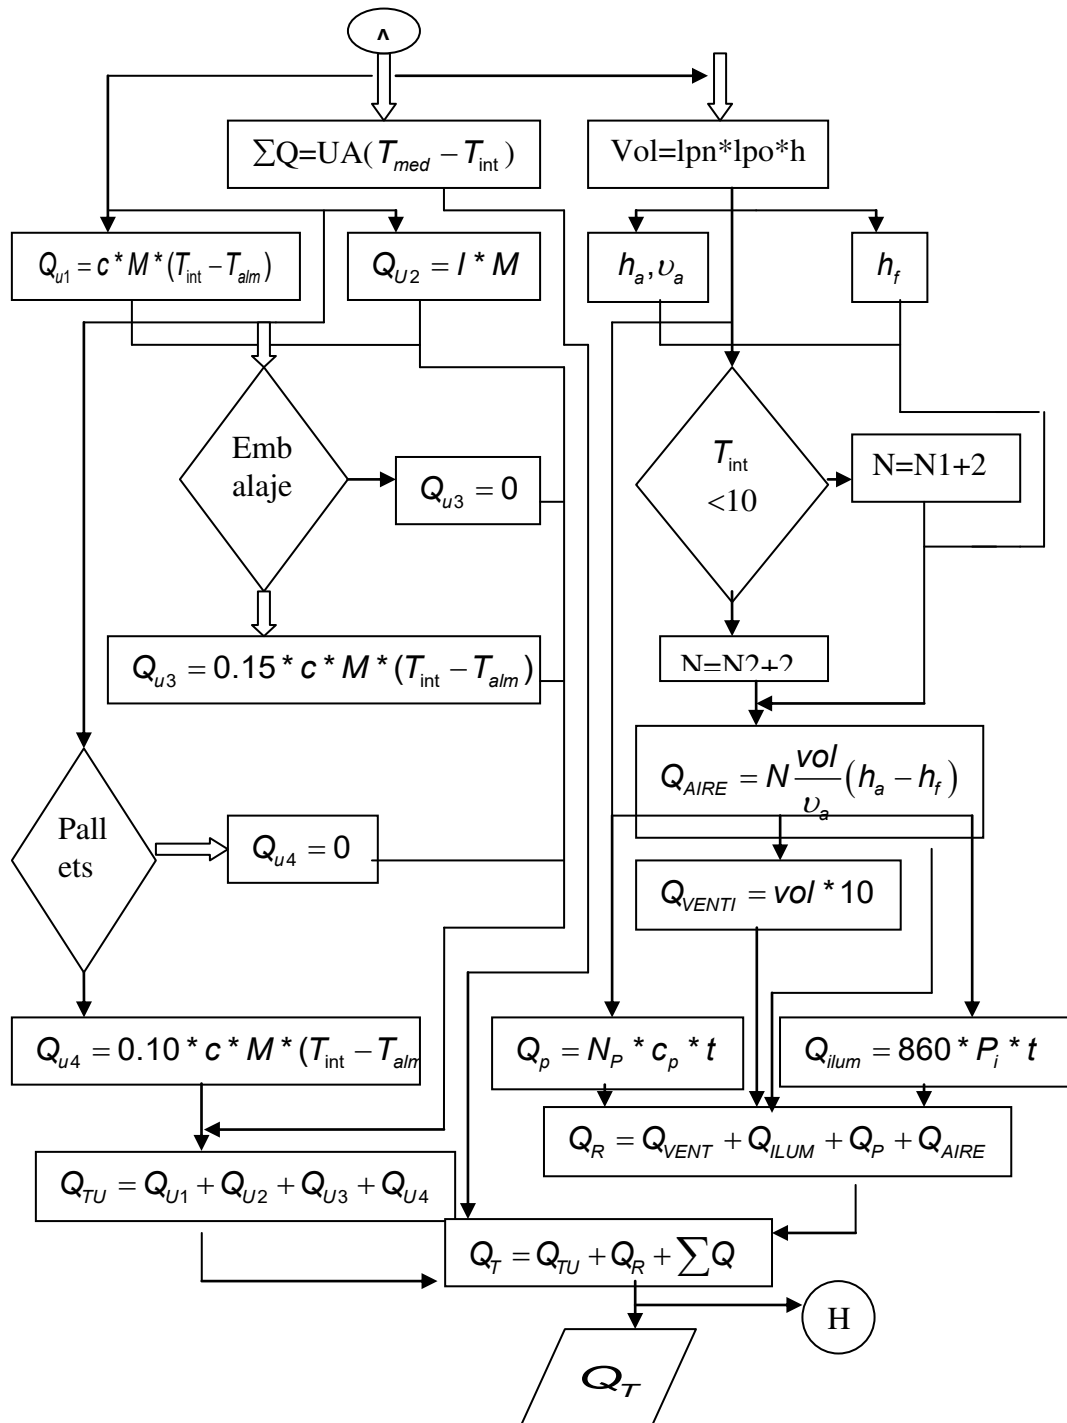 A
∑Q=UA(T_med − T_int)
Vol=lpn*lpo*h
Q_u1 = c * M * (T_int − T_alm)
Q_U2 = l * M
h_a, υ_a
h_f
Emb
alaje
Q_u3 = 0
T_int
<10
N=N1+2
Q_u3 = 0.15 * c * M * (T_int − T_alm)
N=N2+2
Q_AIRE = N vol/υ_a (h_a − h_f)
Pall
ets
Q_u4 = 0
Q_VENTI = vol * 10
Q_u4 = 0.10 * c * M * (T_int − T_alm
Q_p = N_P * c_p * t
Q_ilum = 860 * P_i * t
Q_R = Q_VENT + Q_ILUM + Q_P + Q_AIRE
Q_TU = Q_U1 + Q_U2 + Q_U3 + Q_U4
Q_T = Q_TU + Q_R + ∑Q
H
Q_T